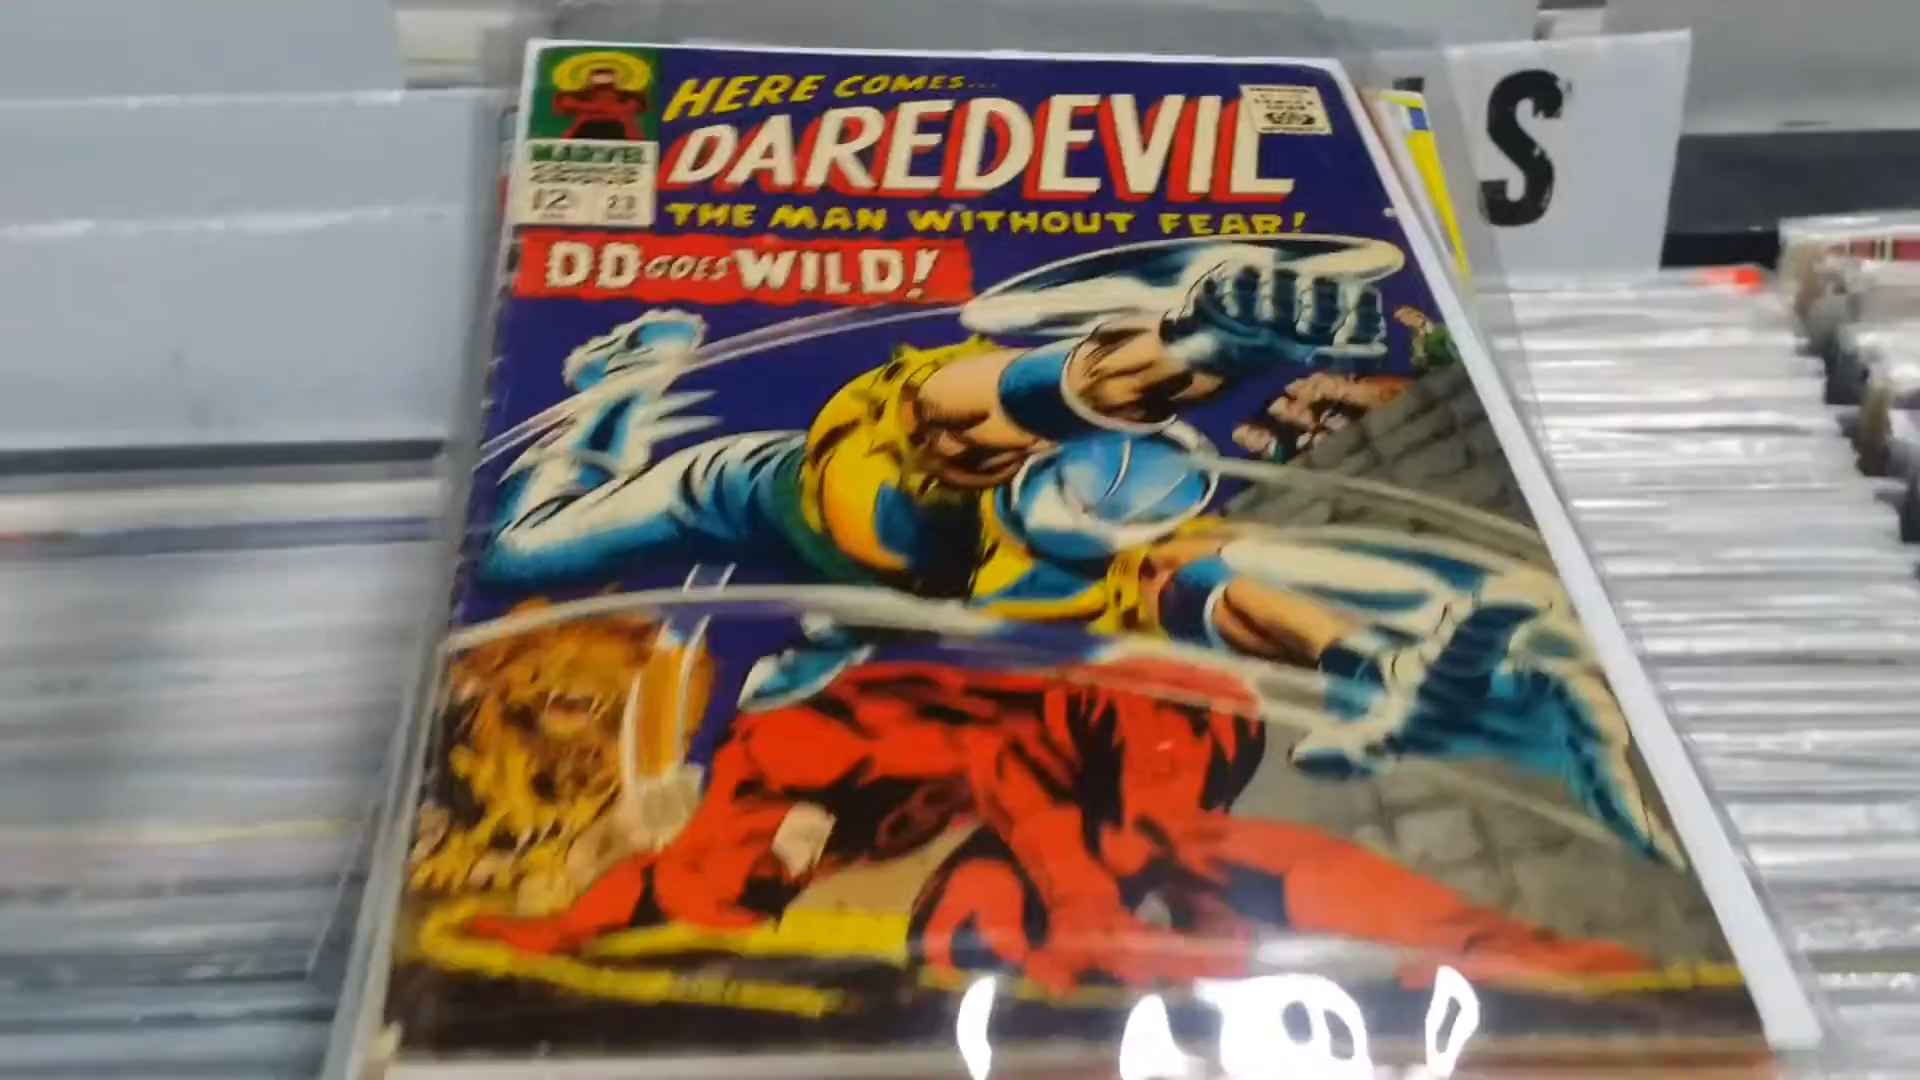 HERE COMES...
DAREDEVIL
MARVEL
12¢ 23
THE MAN WITHOUT FEAR!
DD GOES WILD!
S